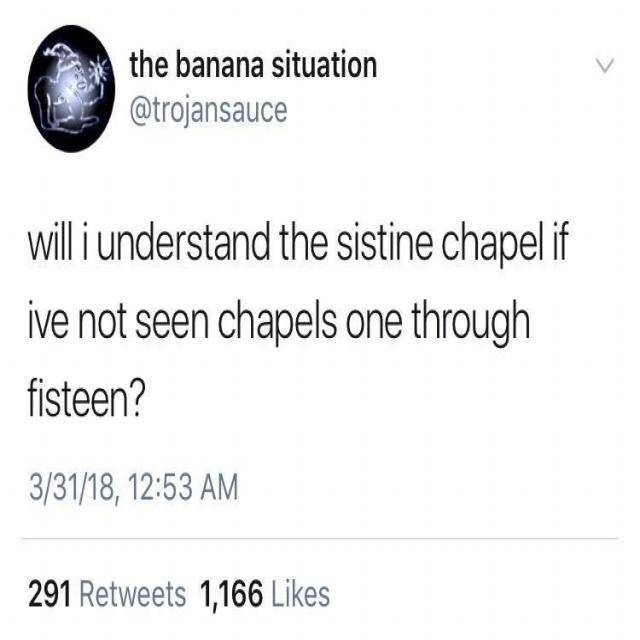 the banana situation
@trojansauce
will i understand the sistine chapel if
ive not seen chapels one through
fisteen?
3/31/18, 12:53 AM
291 Retweets 1,166 Likes